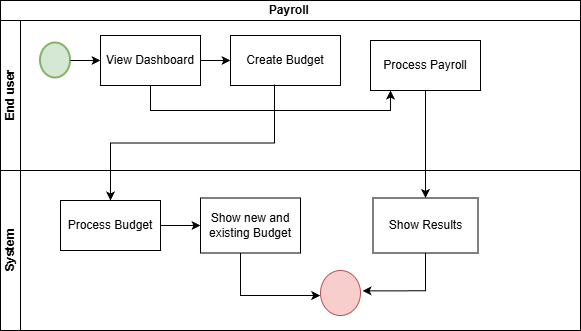 Payroll
End user
View Dashboard
Create Budget
Process Payroll
System
Process Budget
Show new and
existing Budget
Show Results